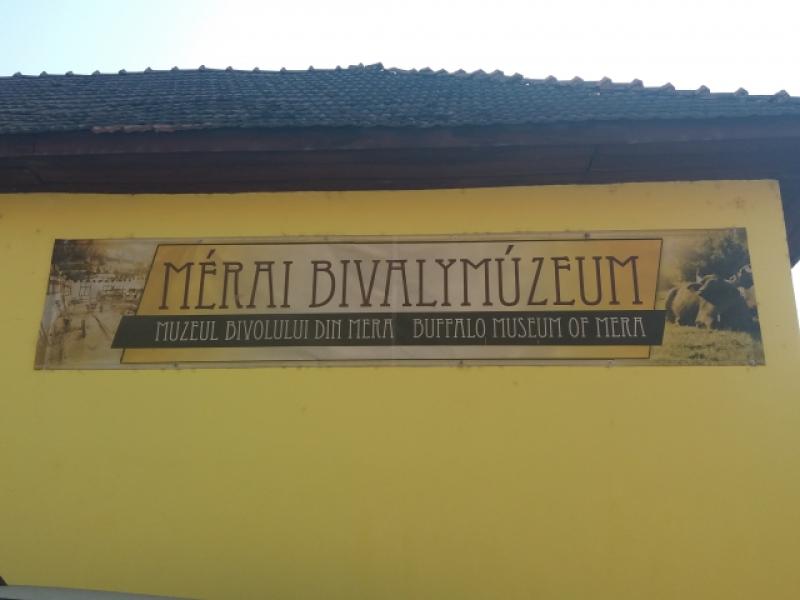 MÉRAI BIVALYMÚZEUM
MUZEUL BIVOLULUI DIN MERA BUFFALO MUSEUM OF MERA